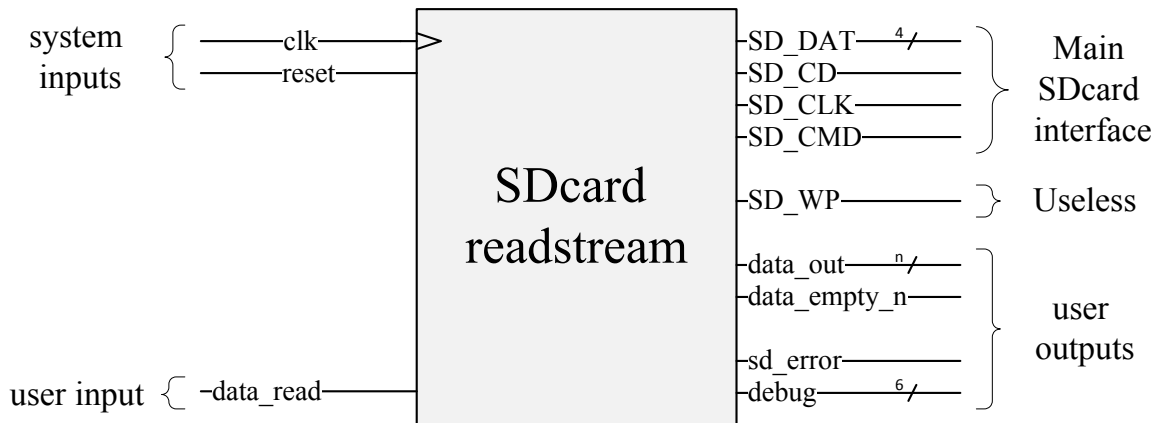 system
inputs
clk
reset
user input
data_read
SDcard
readstream
SD_DAT
4
SD_CD
SD_CLK
SD_CMD
SD_WP
data_out
n
data_empty_n
sd_error
debug
6
Main
SDcard
interface
Useless
user
outputs